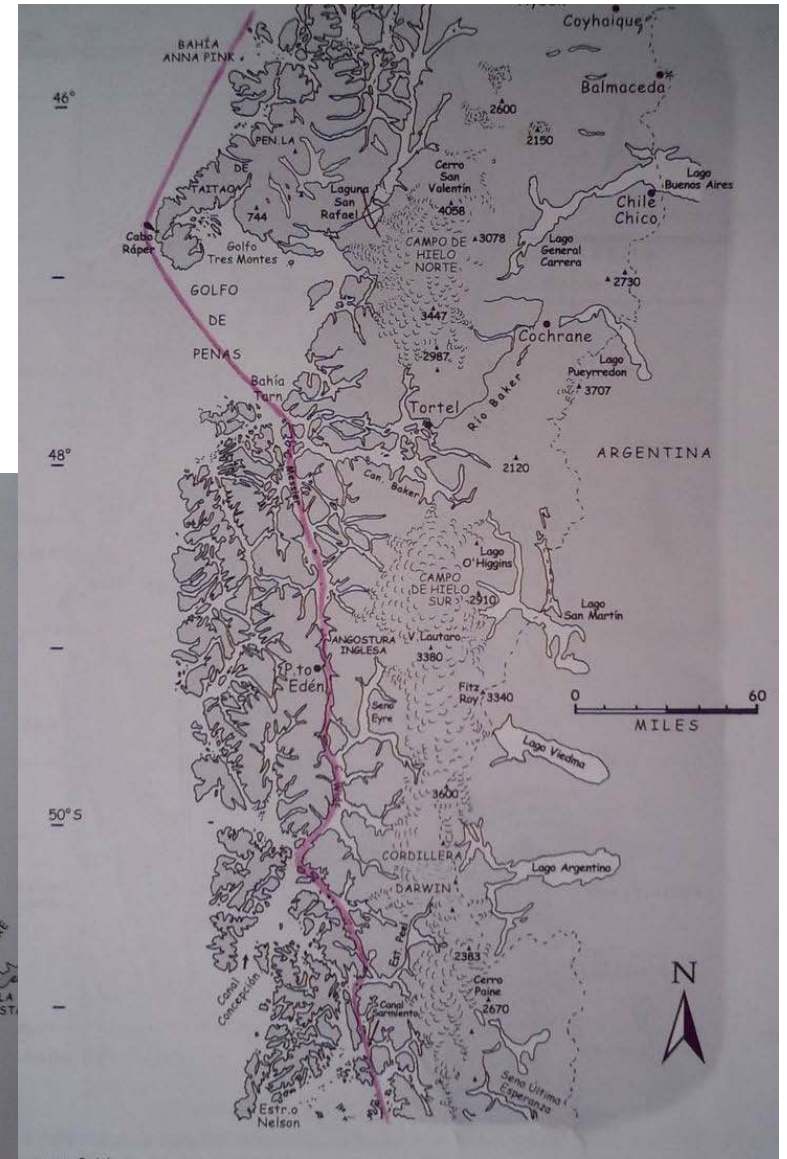 Coyhaique
BAHÍA
ANNA PINK
46°
Balmaceda
2600
2150
PEN.LA
DE
TAITAO
Laguna
San
Rafael
Cerro
San
Valentín
4058
Lago
Buenos Aires
Chile
Chico
744
Cabo
Ráper
Golfo
Tres Montes
CAMPO DE
HIELO
NORTE
3078
Lago
General
Carrera
2730
GOLFO
DE
PENAS
3447
2987
Cochrane
Lago
Pueyrredon
3707
Bahía
Tarn
Tortel
Río Baker
48°
Messier
Can. Baker
2120
ARGENTINA
Lago
O'Higgins
CAMPO
DE HIELO
SUR
2910
Lago
San Martín
ANGOSTURA
INGLESA
V. Lautaro
3380
P.to
Edén
Seno
Eyre
Fitz
Roy
3340
0
60
MILES
Lago Viedma
3600
50°S
CORDILLERA
DARWIN
Lago Argentino
Est. Peel
2383
Canal
Concepción
Cerro
Paine
2670
N
Canal
Sarmiento
Seno Última
Esperanza
Estr.o
Nelson